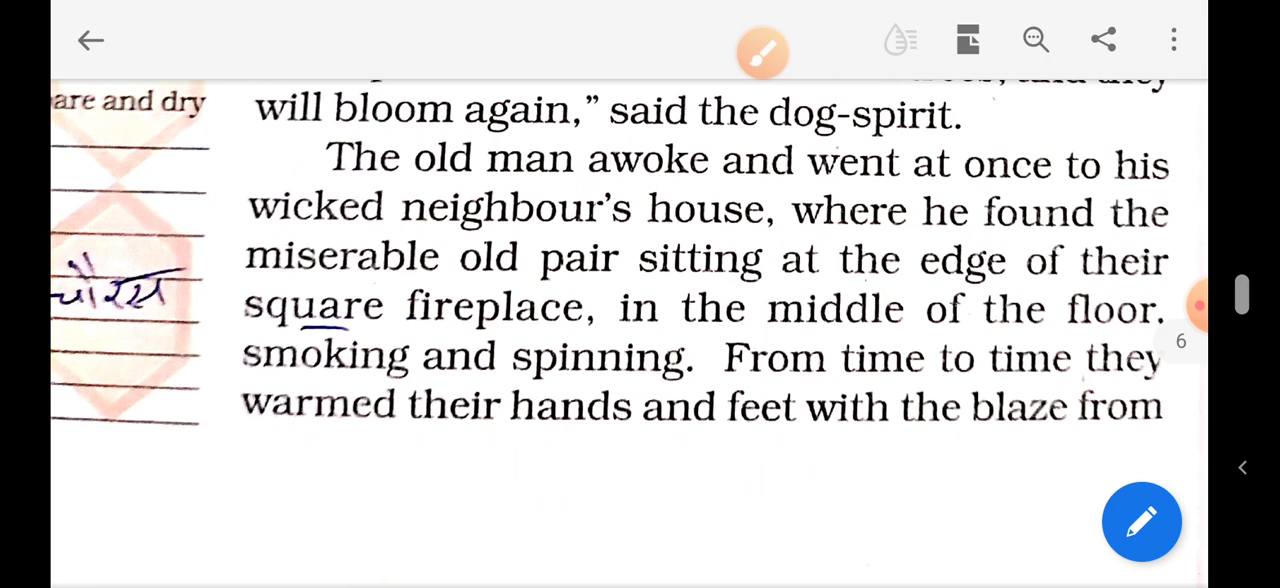 are and dry
will bloom again,” said the dog-spirit.
The old man awoke and went at once to his
wicked neighbour’s house, where he found the
miserable old pair sitting at the edge of their
square fireplace, in the middle of the floor.
smoking and spinning. From time to time they
warmed their hands and feet with the blaze from
चौरस
6